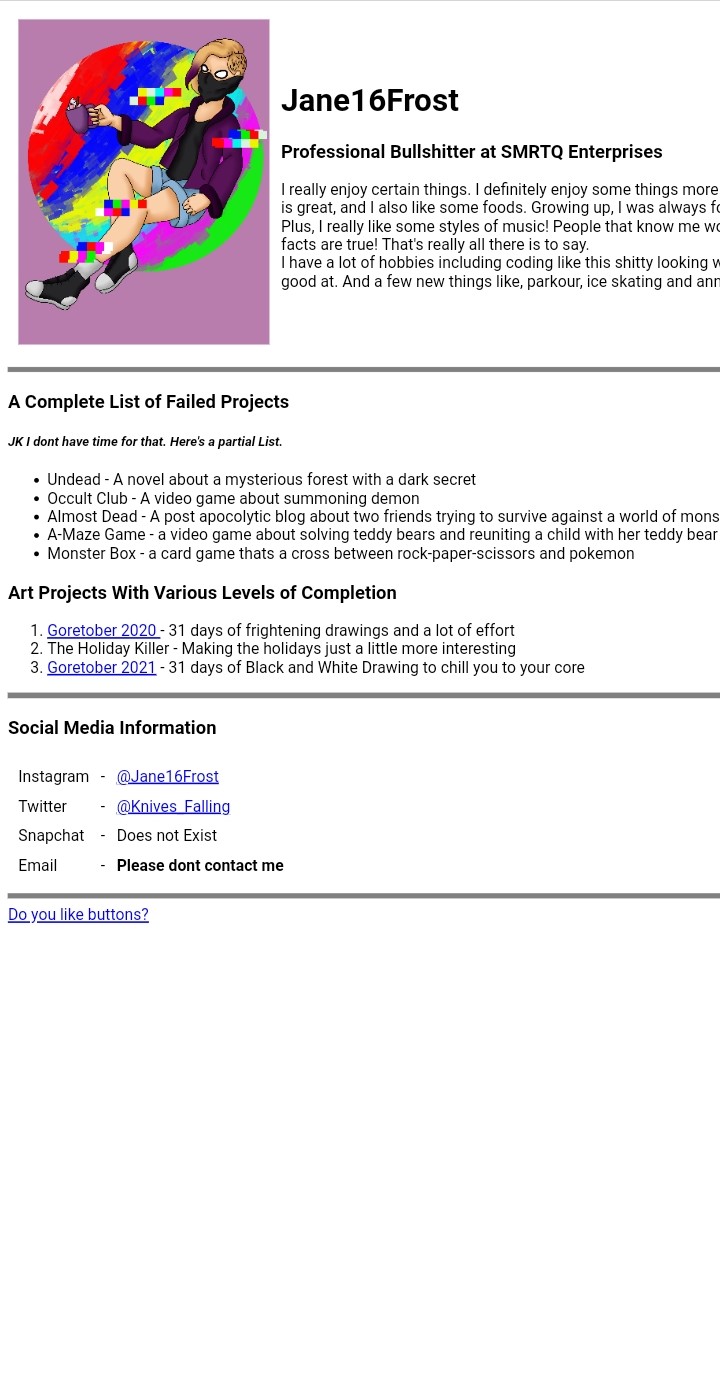 Jane16Frost
Professional Bullshitter at SMRTQ Enterprises
I really enjoy certain things. I definitely enjoy some things more
is great, and I also like some foods. Growing up, I was always
Plus, I really like some styles of music! People that know me
facts are true! That's really all there is to say.
I have a lot of hobbies including coding like this shitty looking
good at. And a few new things like, parkour, ice skating and
A Complete List of Failed Projects
JK I dont have time for that. Here's a partial List.
• Undead - A novel about a mysterious forest with a dark secret
• Occult Club - A video game about summoning demon
• Almost Dead - A post apocolytic blog about two friends trying to survive against a world of mons
• A-Maze Game - a video game about solving teddy bears and reuniting a child with her teddy bear
• Monster Box - a card game thats a cross between rock-paper-scissors and pokemon
Art Projects With Various Levels of Completion
1. Goretober 2020 - 31 days of frightening drawings and a lot of effort
2. The Holiday Killer - Making the holidays just a little more interesting
3. Goretober 2021 - 31 days of Black and White Drawing to chill you to your core
Social Media Information
Instagram - @Jane16Frost
Twitter - @Knives_Falling
Snapchat - Does not Exist
Email - Please dont contact me
Do you like buttons?